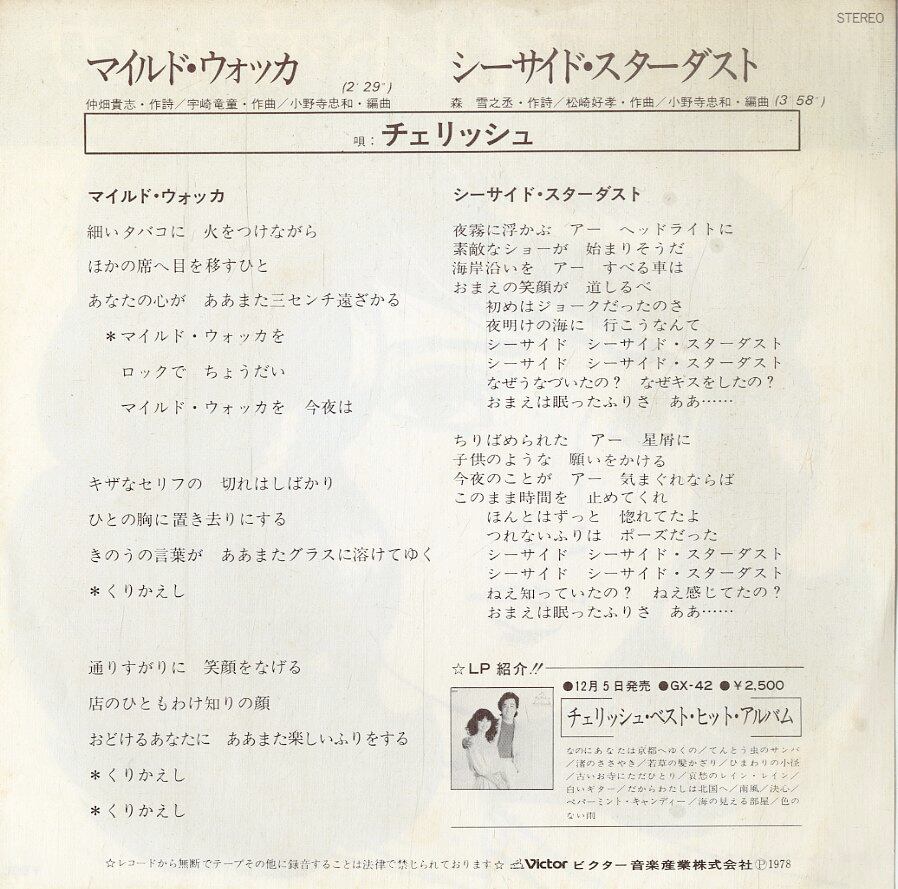 STEREO
マイルド・ウォッカ
(2′29″)
仲畑貴志・作詩／宇崎竜童・作曲／小野寺忠和・編曲
シーサイド・スターダスト
森　雪之丞・作詩／松崎好孝・作曲／小野寺忠和・編曲 (3′58″)
唄：チェリッシュ
マイルド・ウォッカ
細いタバコに　火をつけながら
ほかの席へ目を移すひと
あなたの心が　ああまた三センチ遠ざかる
＊マイルド・ウォッカを
ロックで　ちょうだい
マイルド・ウォッカを　今夜は
キザなセリフの　切れはしばかり
ひとの胸に置き去りにする
きのうの言葉が　ああまたグラスに溶けてゆく
＊くりかえし
通りすがりに　笑顔をなげる
店のひともわけ知りの顔
おどけるあなたに　ああまた楽しいふりをする
＊くりかえし
＊くりかえし
シーサイド・スターダスト
夜霧に浮かぶ　アー　ヘッドライトに
素敵なショーが　始まりそうだ
海岸沿いを　アー　すべる車は
おまえの笑顔が　道しるべ
初めはジョークだったのさ
夜明けの海に　行こうなんて
シーサイド　シーサイド・スターダスト
シーサイド　シーサイド・スターダスト
なぜうなづいたの？　なぜキスをしたの？
おまえは眠ったふりさ　ああ……
ちりばめられた　アー　星屑に
子供のような　願いをかける
今夜のことが　アー　気まぐれならば
このまま時間を　止めてくれ
ほんとはずっと　惚れてたよ
つれないふりは　ポーズだった
シーサイド　シーサイド・スターダスト
シーサイド　シーサイド・スターダスト
ねえ知っていたの？　ねえ感じてたの？
おまえは眠ったふりさ　ああ……
☆LP 紹介!!
●12月5日発売 ●GX-42 ●￥2,500
チェリッシュ・ベスト・ヒット・アルバム
なのにあなたは京都へゆくの／てんとう虫のサンバ
／渚のささやき／若草の髪かざり／ひまわりの小径
／古いお寺にただひとり／哀愁のレイン・レイン／
白いギター／だからわたしは北国へ／南風／決心／
ペパーミント・キャンディー／海の見える部屋／色の
ない雨
☆レコードから無断でテープその他に録音することは法律で禁じられております☆ Victor ビクター音楽産業株式会社Ⓟ1978